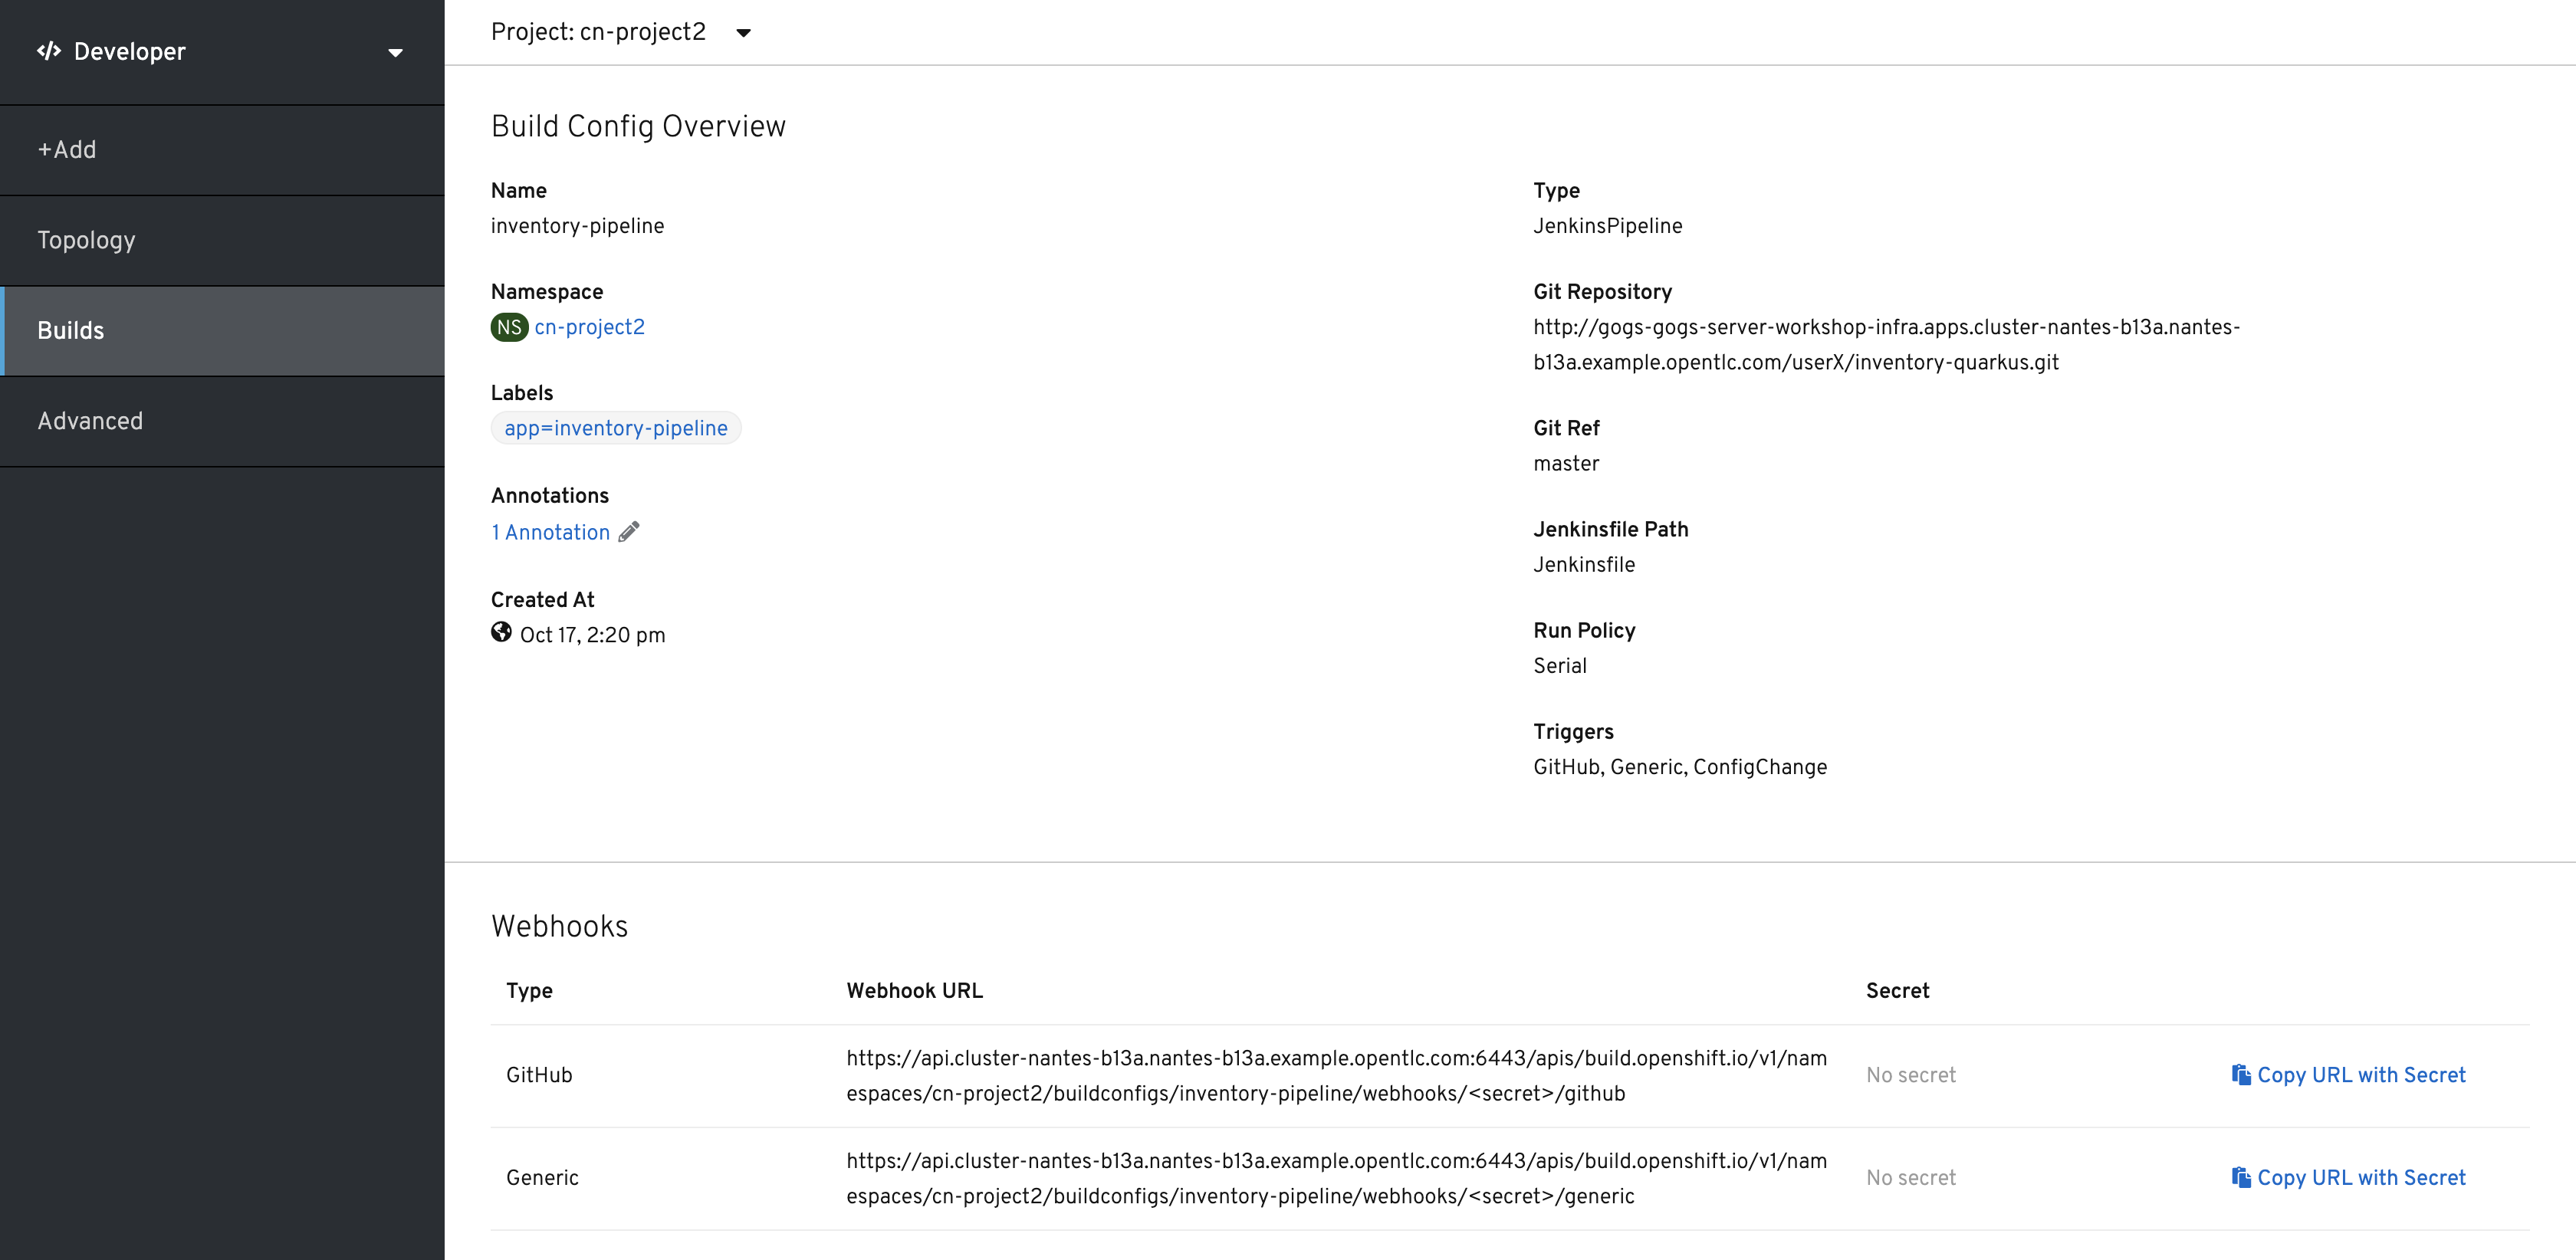 Developer
+Add
Topology
Builds
Advanced
Project: cn-project2
Build Config Overview
Name
inventory-pipeline
Namespace
NS cn-project2
Labels
app=inventory-pipeline
Annotations
1 Annotation
Created At
Oct 17, 2:20 pm
Type
JenkinsPipeline
Git Repository
http://gogs-gogs-server-workshop-infra.apps.cluster-nantes-b13a.nantes-
b13a.example.opentlc.com/userX/inventory-quarkus.git
Git Ref
master
Jenkinsfile Path
Jenkinsfile
Run Policy
Serial
Triggers
GitHub, Generic, ConfigChange
Webhooks
Type Webhook URL Secret
GitHub
https://api.cluster-nantes-b13a.nantes-b13a.example.opentlc.com:6443/apis/build.openshift.io/v1/nam
espaces/cn-project2/buildconfigs/inventory-pipeline/webhooks/<secret>/github
No secret
Copy URL with Secret
Generic
https://api.cluster-nantes-b13a.nantes-b13a.example.opentlc.com:6443/apis/build.openshift.io/v1/nam
espaces/cn-project2/buildconfigs/inventory-pipeline/webhooks/<secret>/generic
No secret
Copy URL with Secret